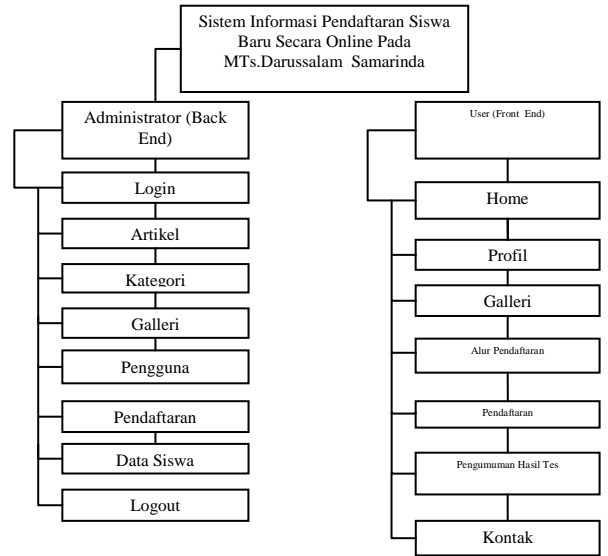 Sistem Informasi Pendaftaran Siswa
Baru Secara Online Pada
MTs.Darussalam Samarinda
Administrator (Back
End)
Login
Artikel
Kategori
Galleri
Pengguna
Pendaftaran
Data Siswa
Logout
User (Front End)
Home
Profil
Galleri
Alur Pendaftaran
Pendaftaran
Pengumuman Hasil Tes
Kontak